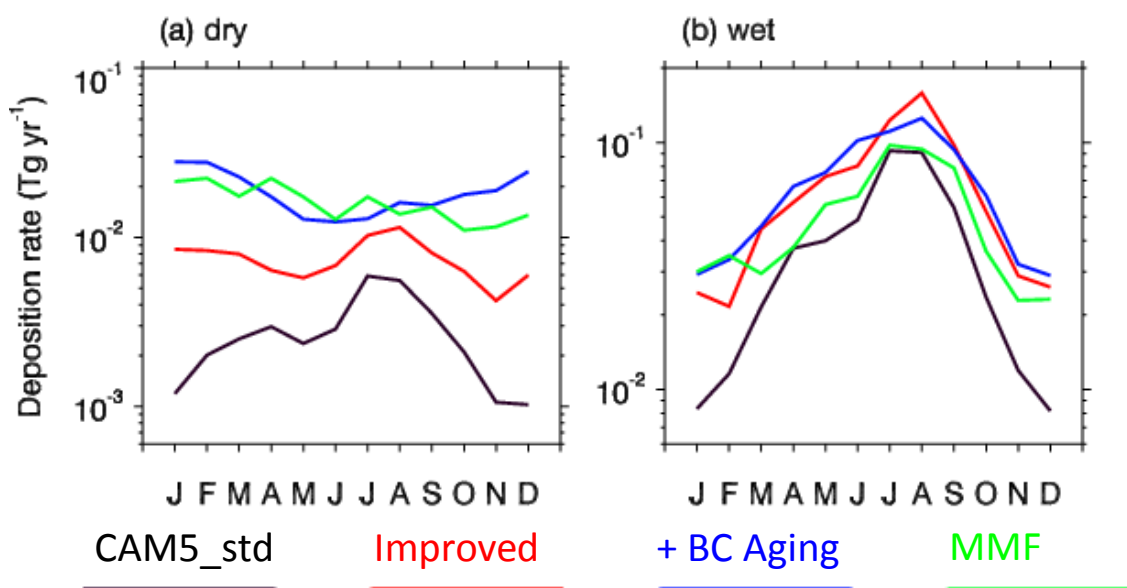 (a) dry
(b) wet
Deposition rate (Tg yr⁻¹)
10⁻¹
10⁻²
10⁻³
10⁻¹
10⁻²
J F M A M J J A S O N D
J F M A M J J A S O N D
CAM5_std Improved + BC Aging MMF